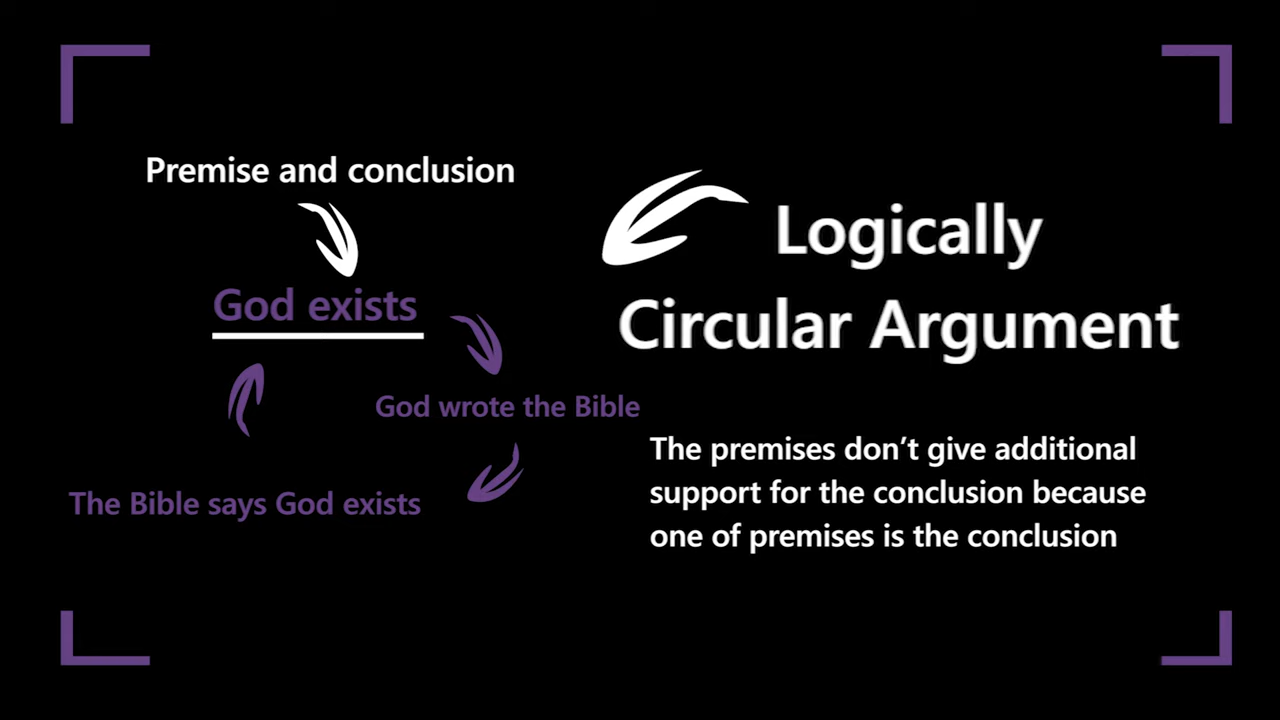 Premise and conclusion
God exists
God wrote the Bible
The Bible says God exists
Logically
Circular Argument
The premises don’t give additional
support for the conclusion because
one of premises is the conclusion